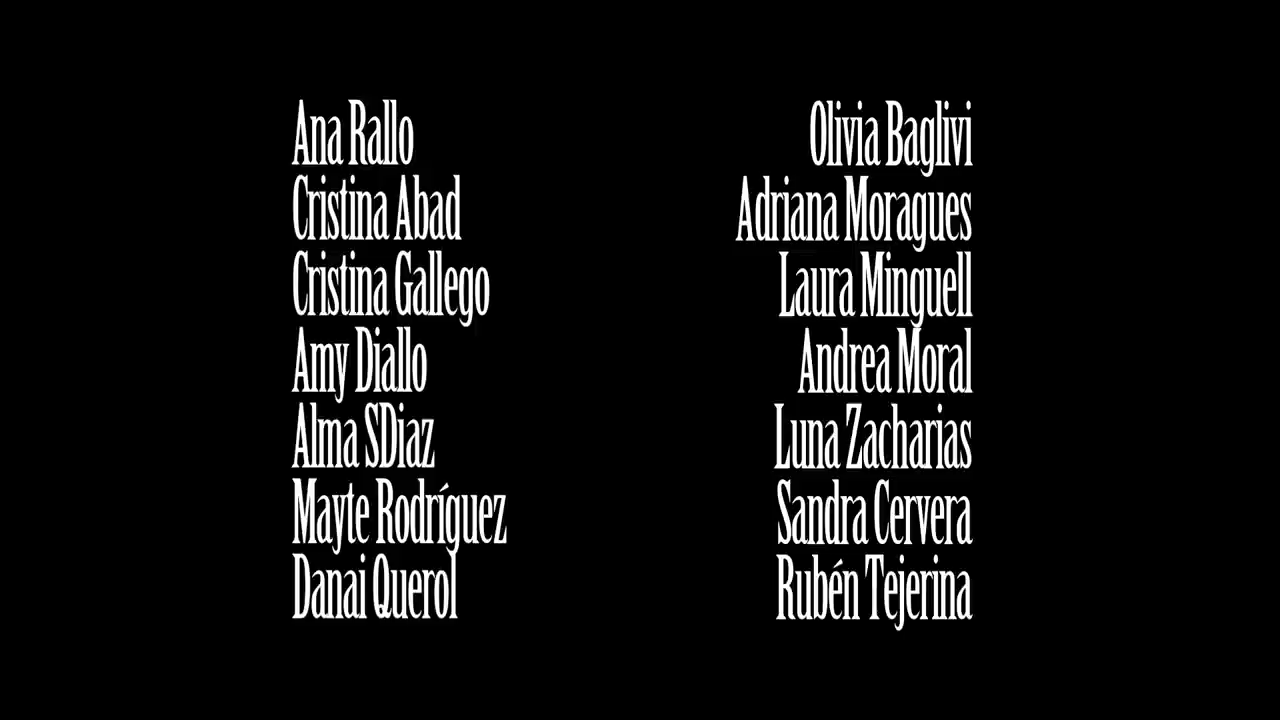 Ana Rallo
Cristina Abad
Cristina Gallego
Amy Diallo
Alma SDiaz
Mayte Rodríguez
Danai Querol
Olivia Baglivi
Adriana Moragues
Laura Minguell
Andrea Moral
Luna Zacharias
Sandra Cervera
Rubén Tejerina